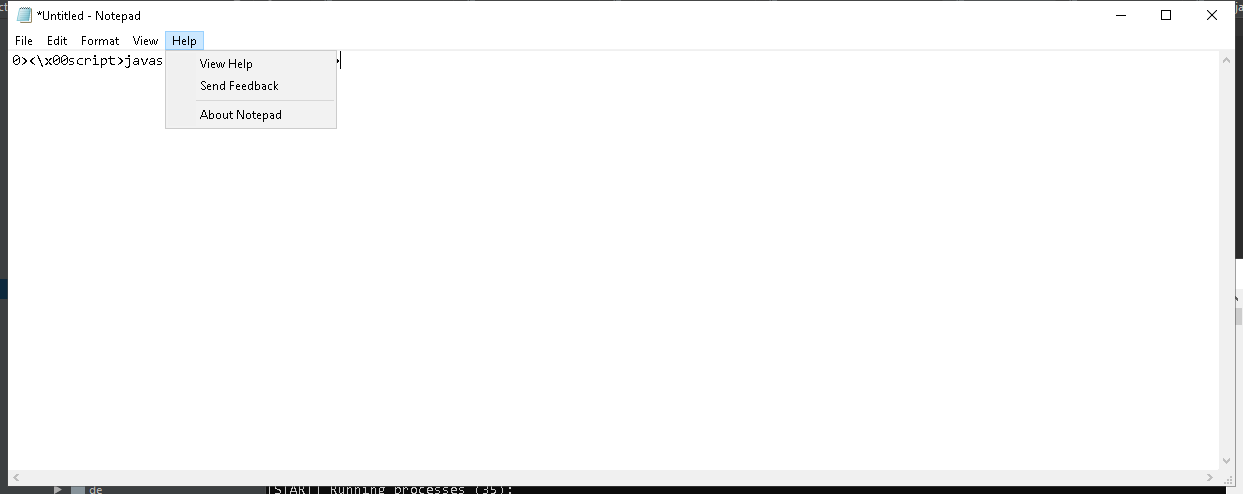 *Untitled - Notepad
File Edit Format View Help
0><\x00script>javas
View Help
Send Feedback
About Notepad
de
[START] Running processes (35):